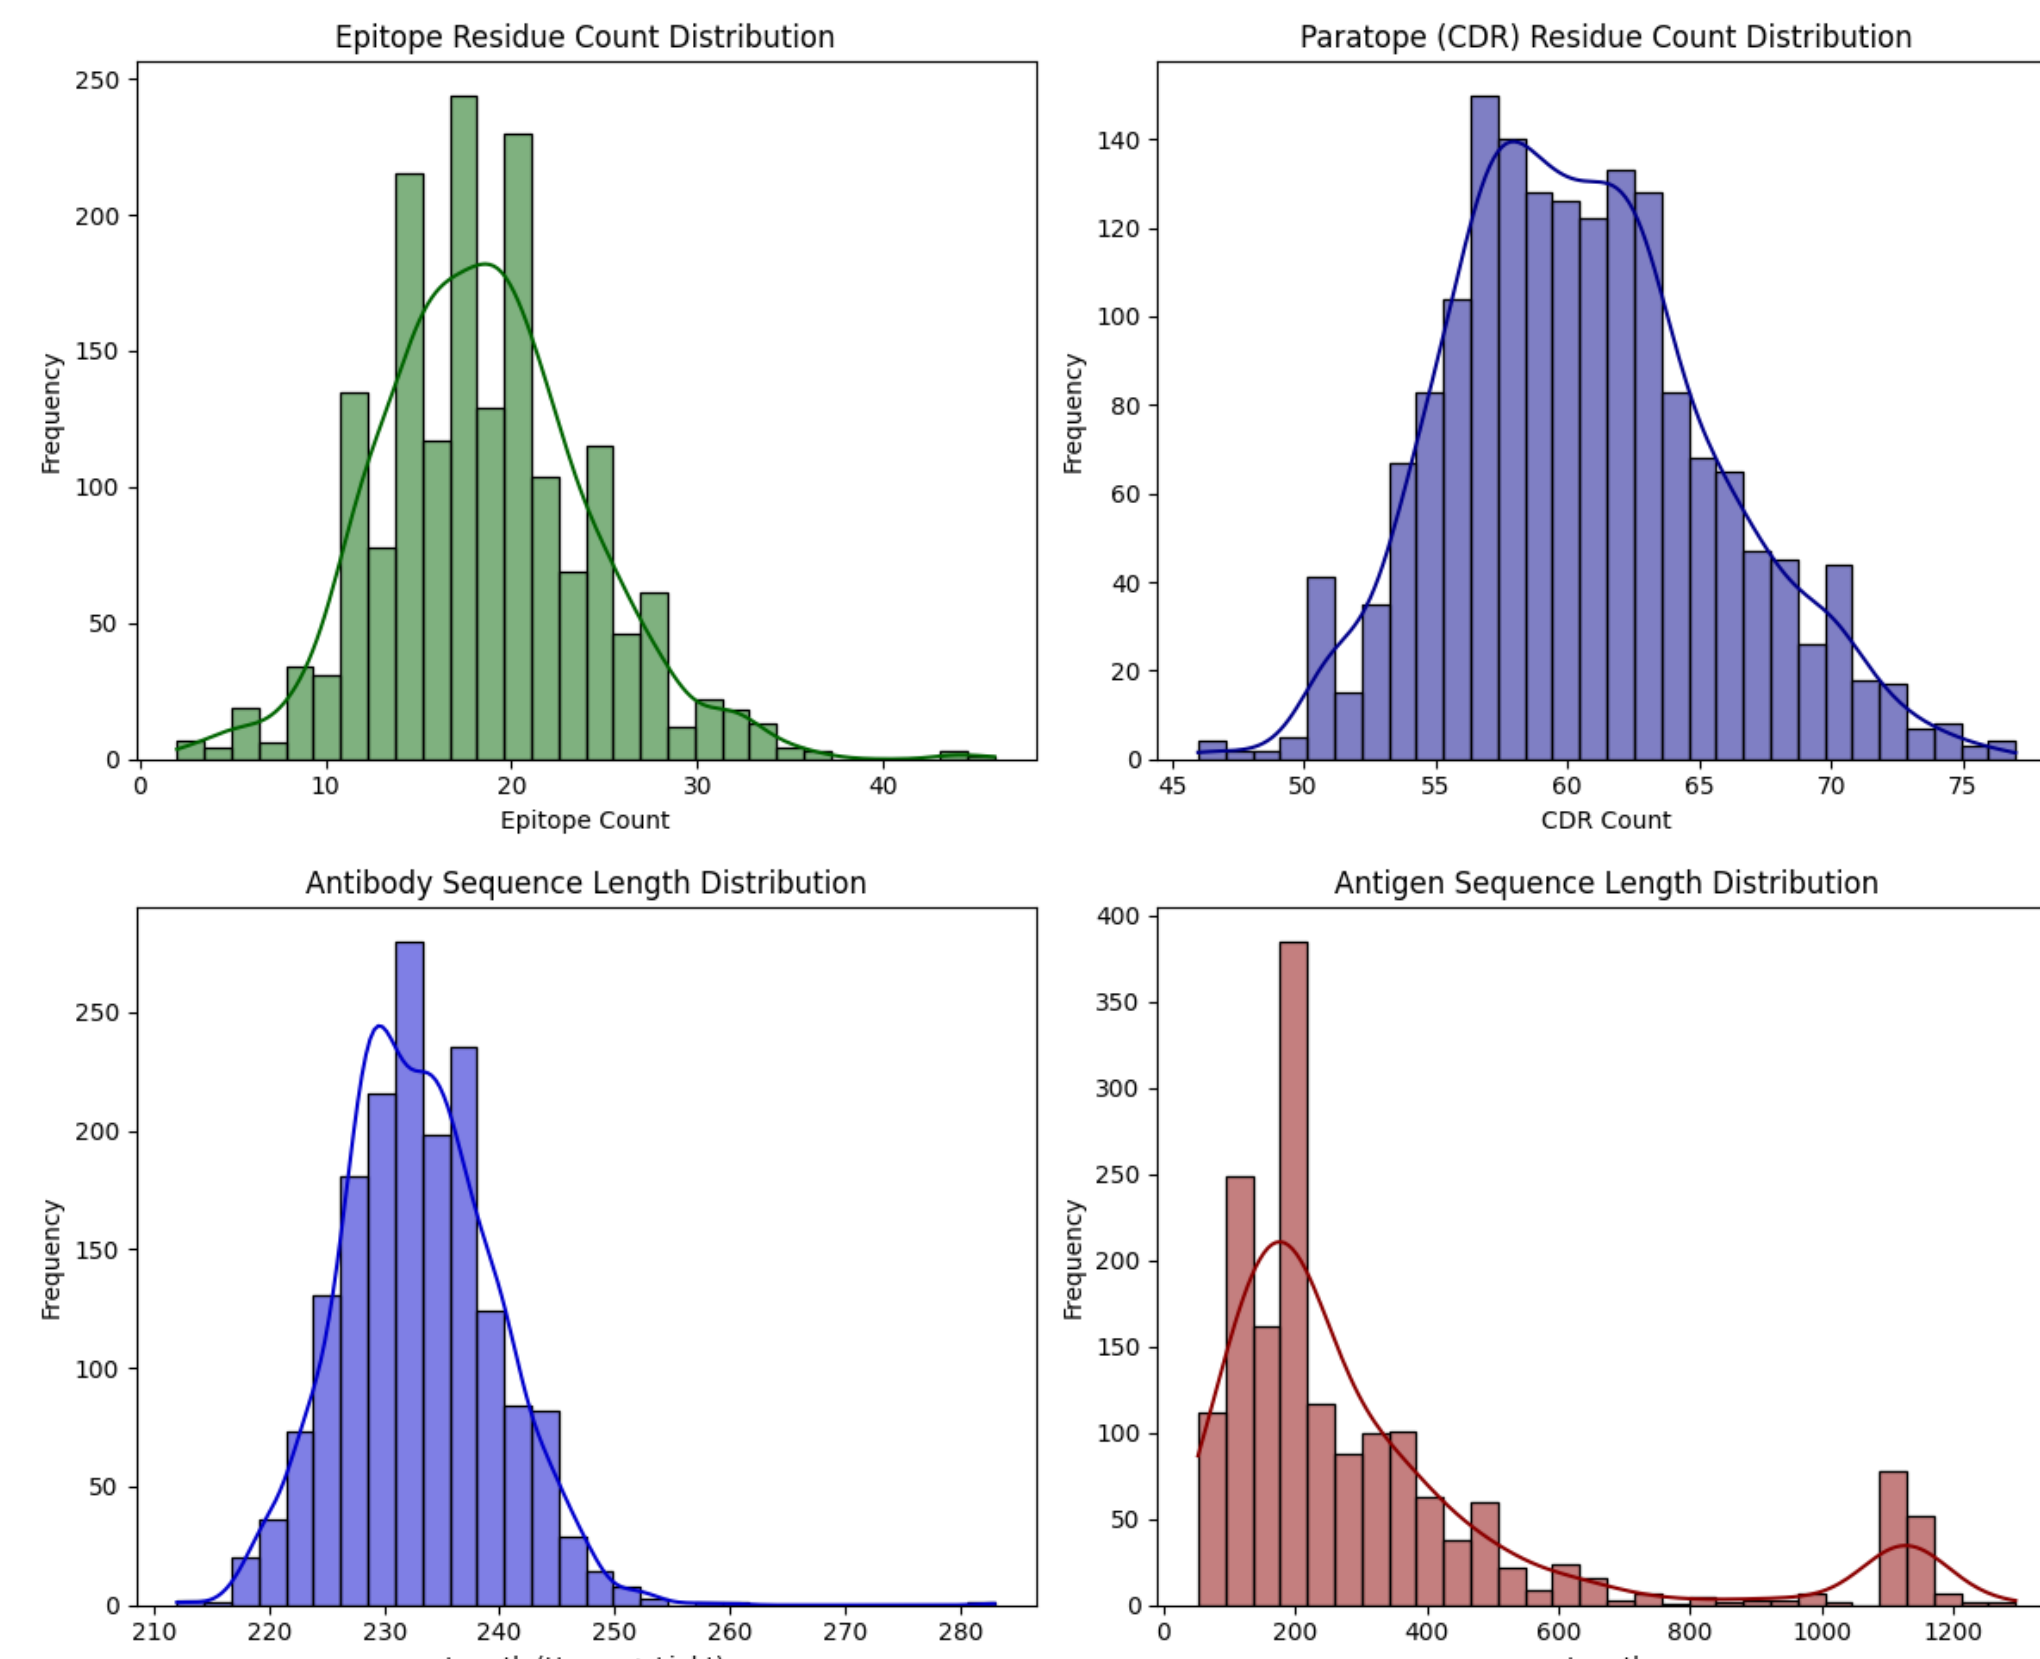 Epitope Residue Count Distribution
250
200
150
100
50
0
Frequency
0 10 20 30 40
Epitope Count
Paratope (CDR) Residue Count Distribution
140
120
100
80
60
40
20
0
Frequency
45 50 55 60 65 70 75
CDR Count
Antibody Sequence Length Distribution
250
200
150
100
50
0
Frequency
210 220 230 240 250 260 270 280
Antigen Sequence Length Distribution
400
350
300
250
200
150
100
50
0
Frequency
0 200 400 600 800 1000 1200